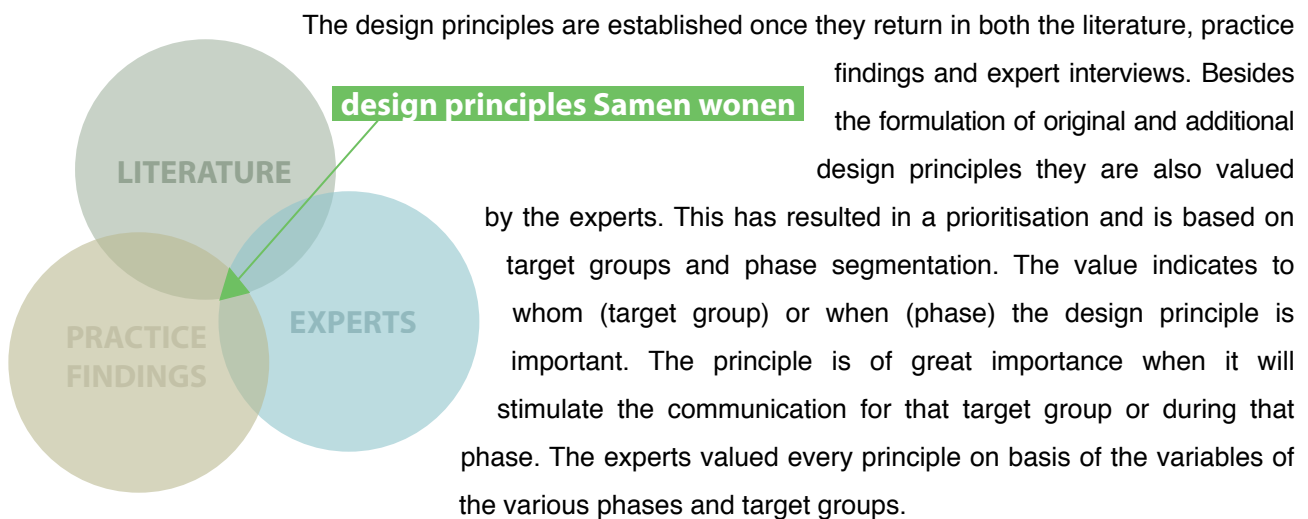 The design principles are established once they return in both the literature, practice
findings and expert interviews. Besides
design principles Samen wonen
the formulation of original and additional
design principles they are also valued
LITERATURE
by the experts. This has resulted in a prioritisation and is based on
target groups and phase segmentation. The value indicates to
whom (target group) or when (phase) the design principle is
EXPERTS
PRACTICE
FINDINGS
important. The principle is of great importance when it will
stimulate the communication for that target group or during that
phase. The experts valued every principle on basis of the variables of
the various phases and target groups.